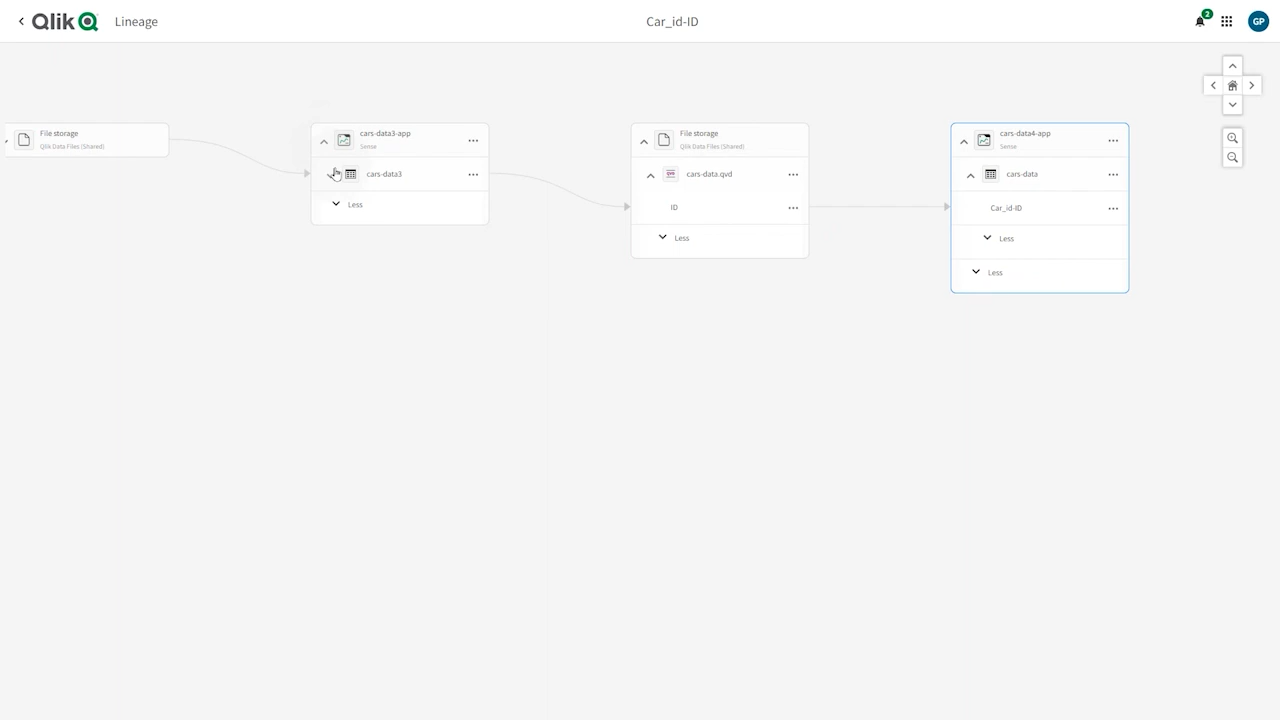 Qlik
Lineage
Car_id-ID
2
GP
File storage
Qlik Data Files (Shared)
cars-data3-app
Sense
cars-data3
Less
File storage
Qlik Data Files (Shared)
cars-data.qvd
QVD
ID
Less
cars-data4-app
Sense
cars-data
Car_id-ID
Less
Less